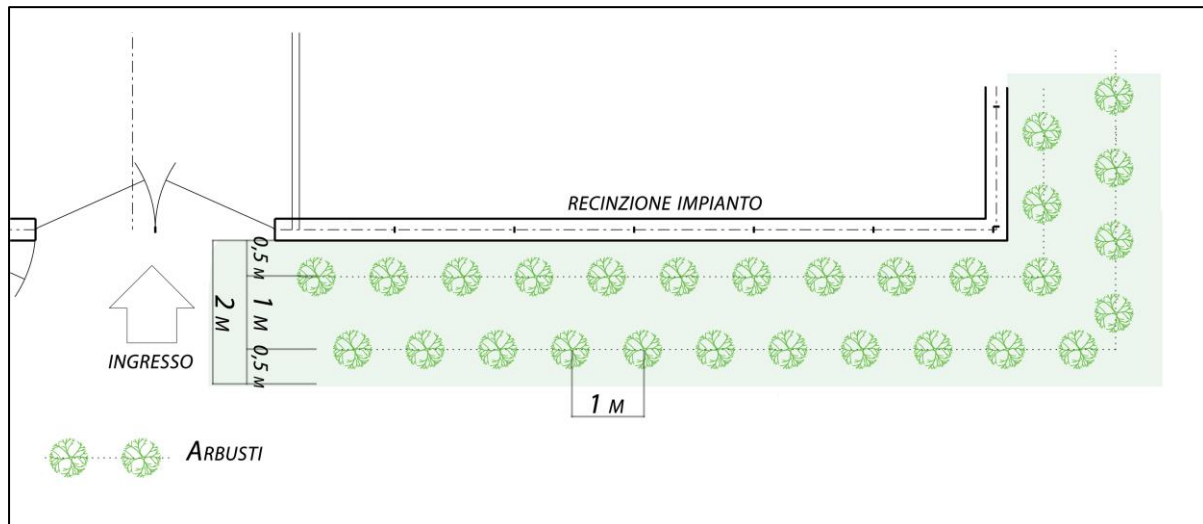 RECINZIONE IMPIANTO
0,5 M
1 M
2 M
0,5 M
INGRESSO
1 M
ARBUSTI